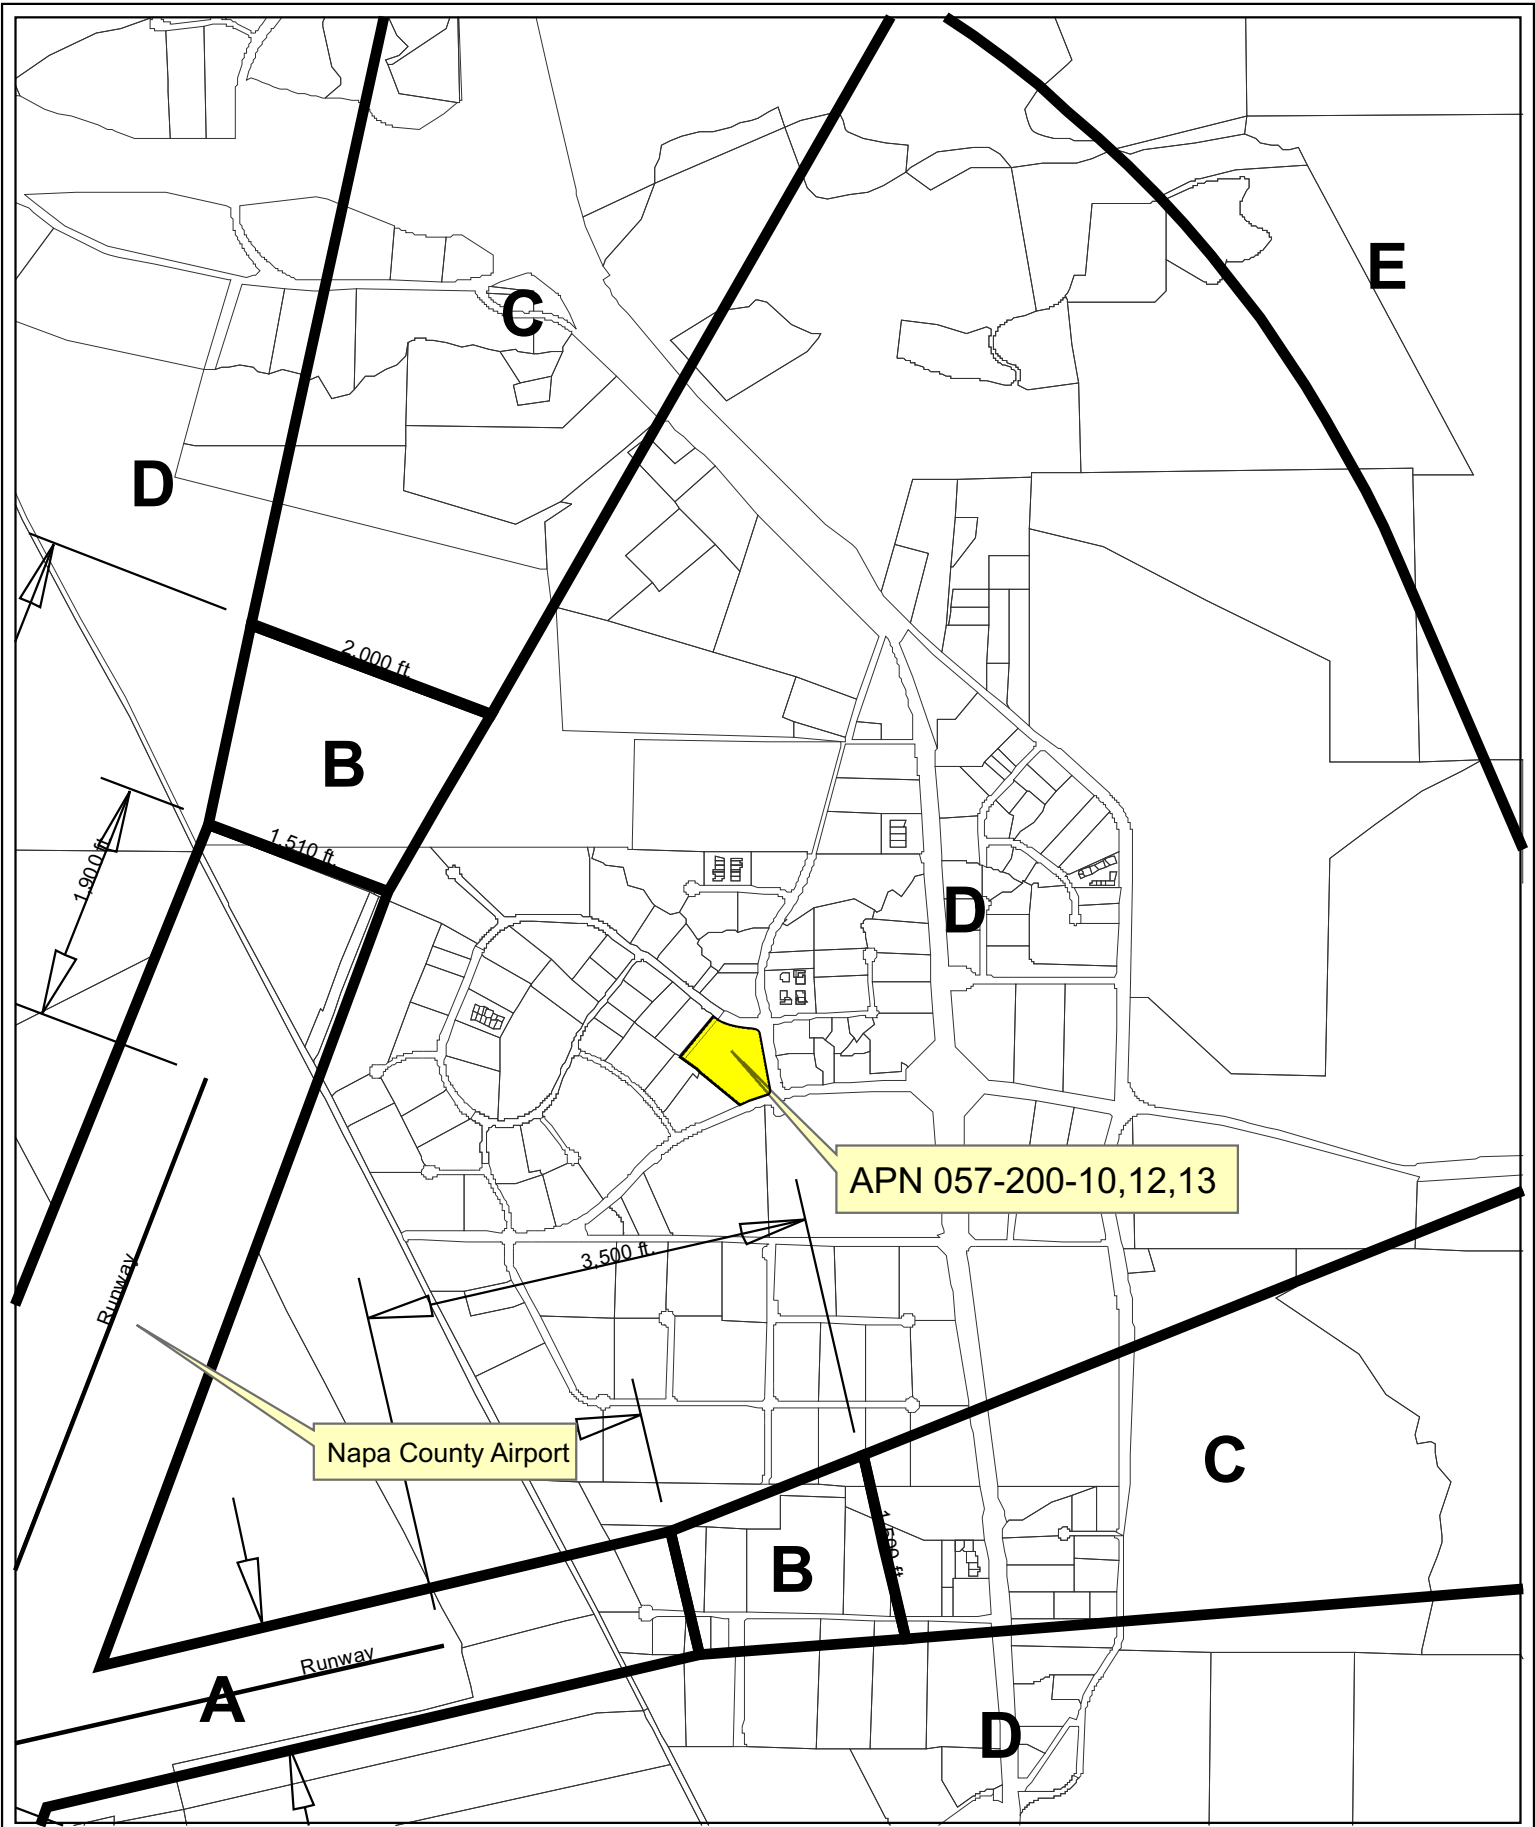 E
C
D
2,000 ft.
B
1,510 ft.
1,900 ft.
D
APN 057-200-10,12,13
3,500 ft.
Runway
Napa County Airport
C
B
Runway
A
D